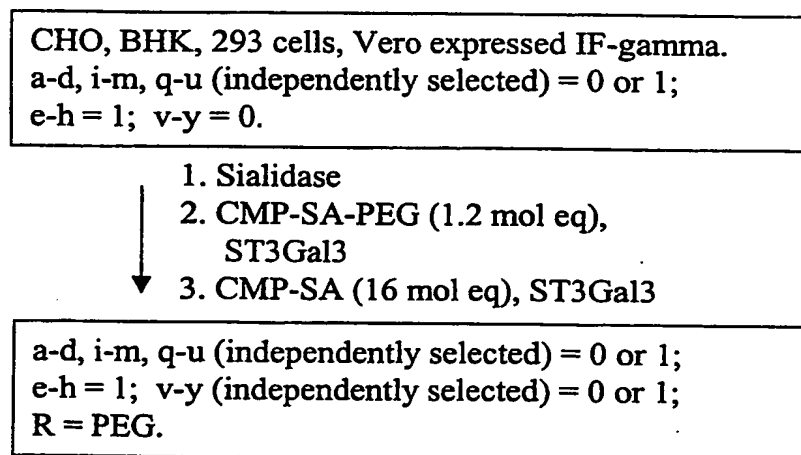 CHO, BHK, 293 cells, Vero expressed IF-gamma.
a-d, i-m, q-u (independently selected) = 0 or 1;
e-h = 1; v-y = 0.
1. Sialidase
2. CMP-SA-PEG (1.2 mol eq),
ST3Gal3
3. CMP-SA (16 mol eq), ST3Gal3
a-d, i-m, q-u (independently selected) = 0 or 1;
e-h = 1; v-y (independently selected) = 0 or 1;
R = PEG.